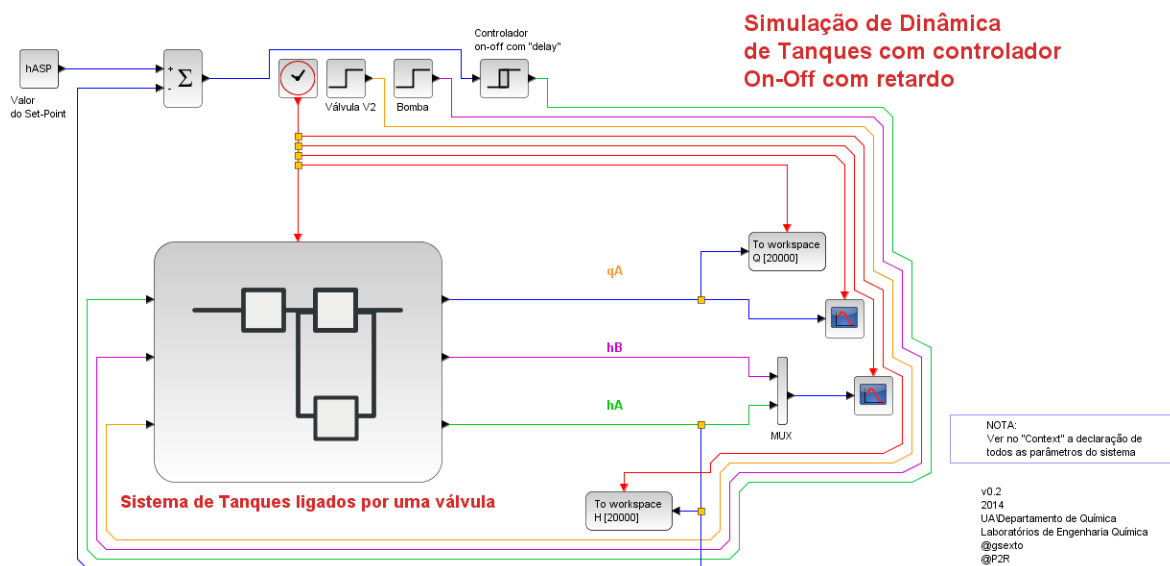 Simulação de Dinâmica
de Tanques com controlador
On-Off com retardo
Controlador
on-off com "delay"
hASP
+
-
Σ
Valor
do Set-Point
Válvula V2
Bomba
To workspace
Q [20000]
qA
hB
hA
MUX
NOTA:
Ver no "Context" a declaração de
todos as parâmetros do sistema
Sistema de Tanques ligados por uma válvula
To workspace
H [20000]
v0.2
2014
UA\Departamento de Química
Laboratórios de Engenharia Química
@gsexto
@P2R